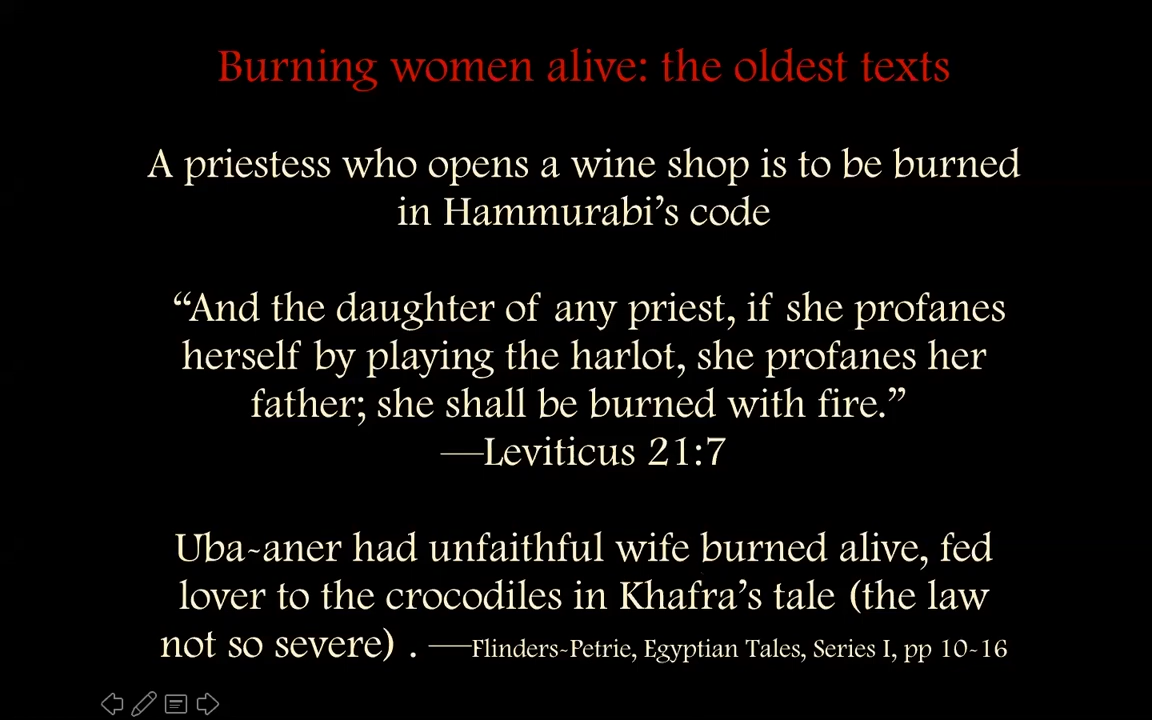 Burning women alive: the oldest texts
A priestess who opens a wine shop is to be burned
in Hammurabi’s code
“And the daughter of any priest, if she profanes
herself by playing the harlot, she profanes her
father; she shall be burned with fire.”
—Leviticus 21:7
Uba-aner had unfaithful wife burned alive, fed
lover to the crocodiles in Khafra’s tale (the law
not so severe) . —Flinders-Petrie, Egyptian Tales, Series I, pp 10-16